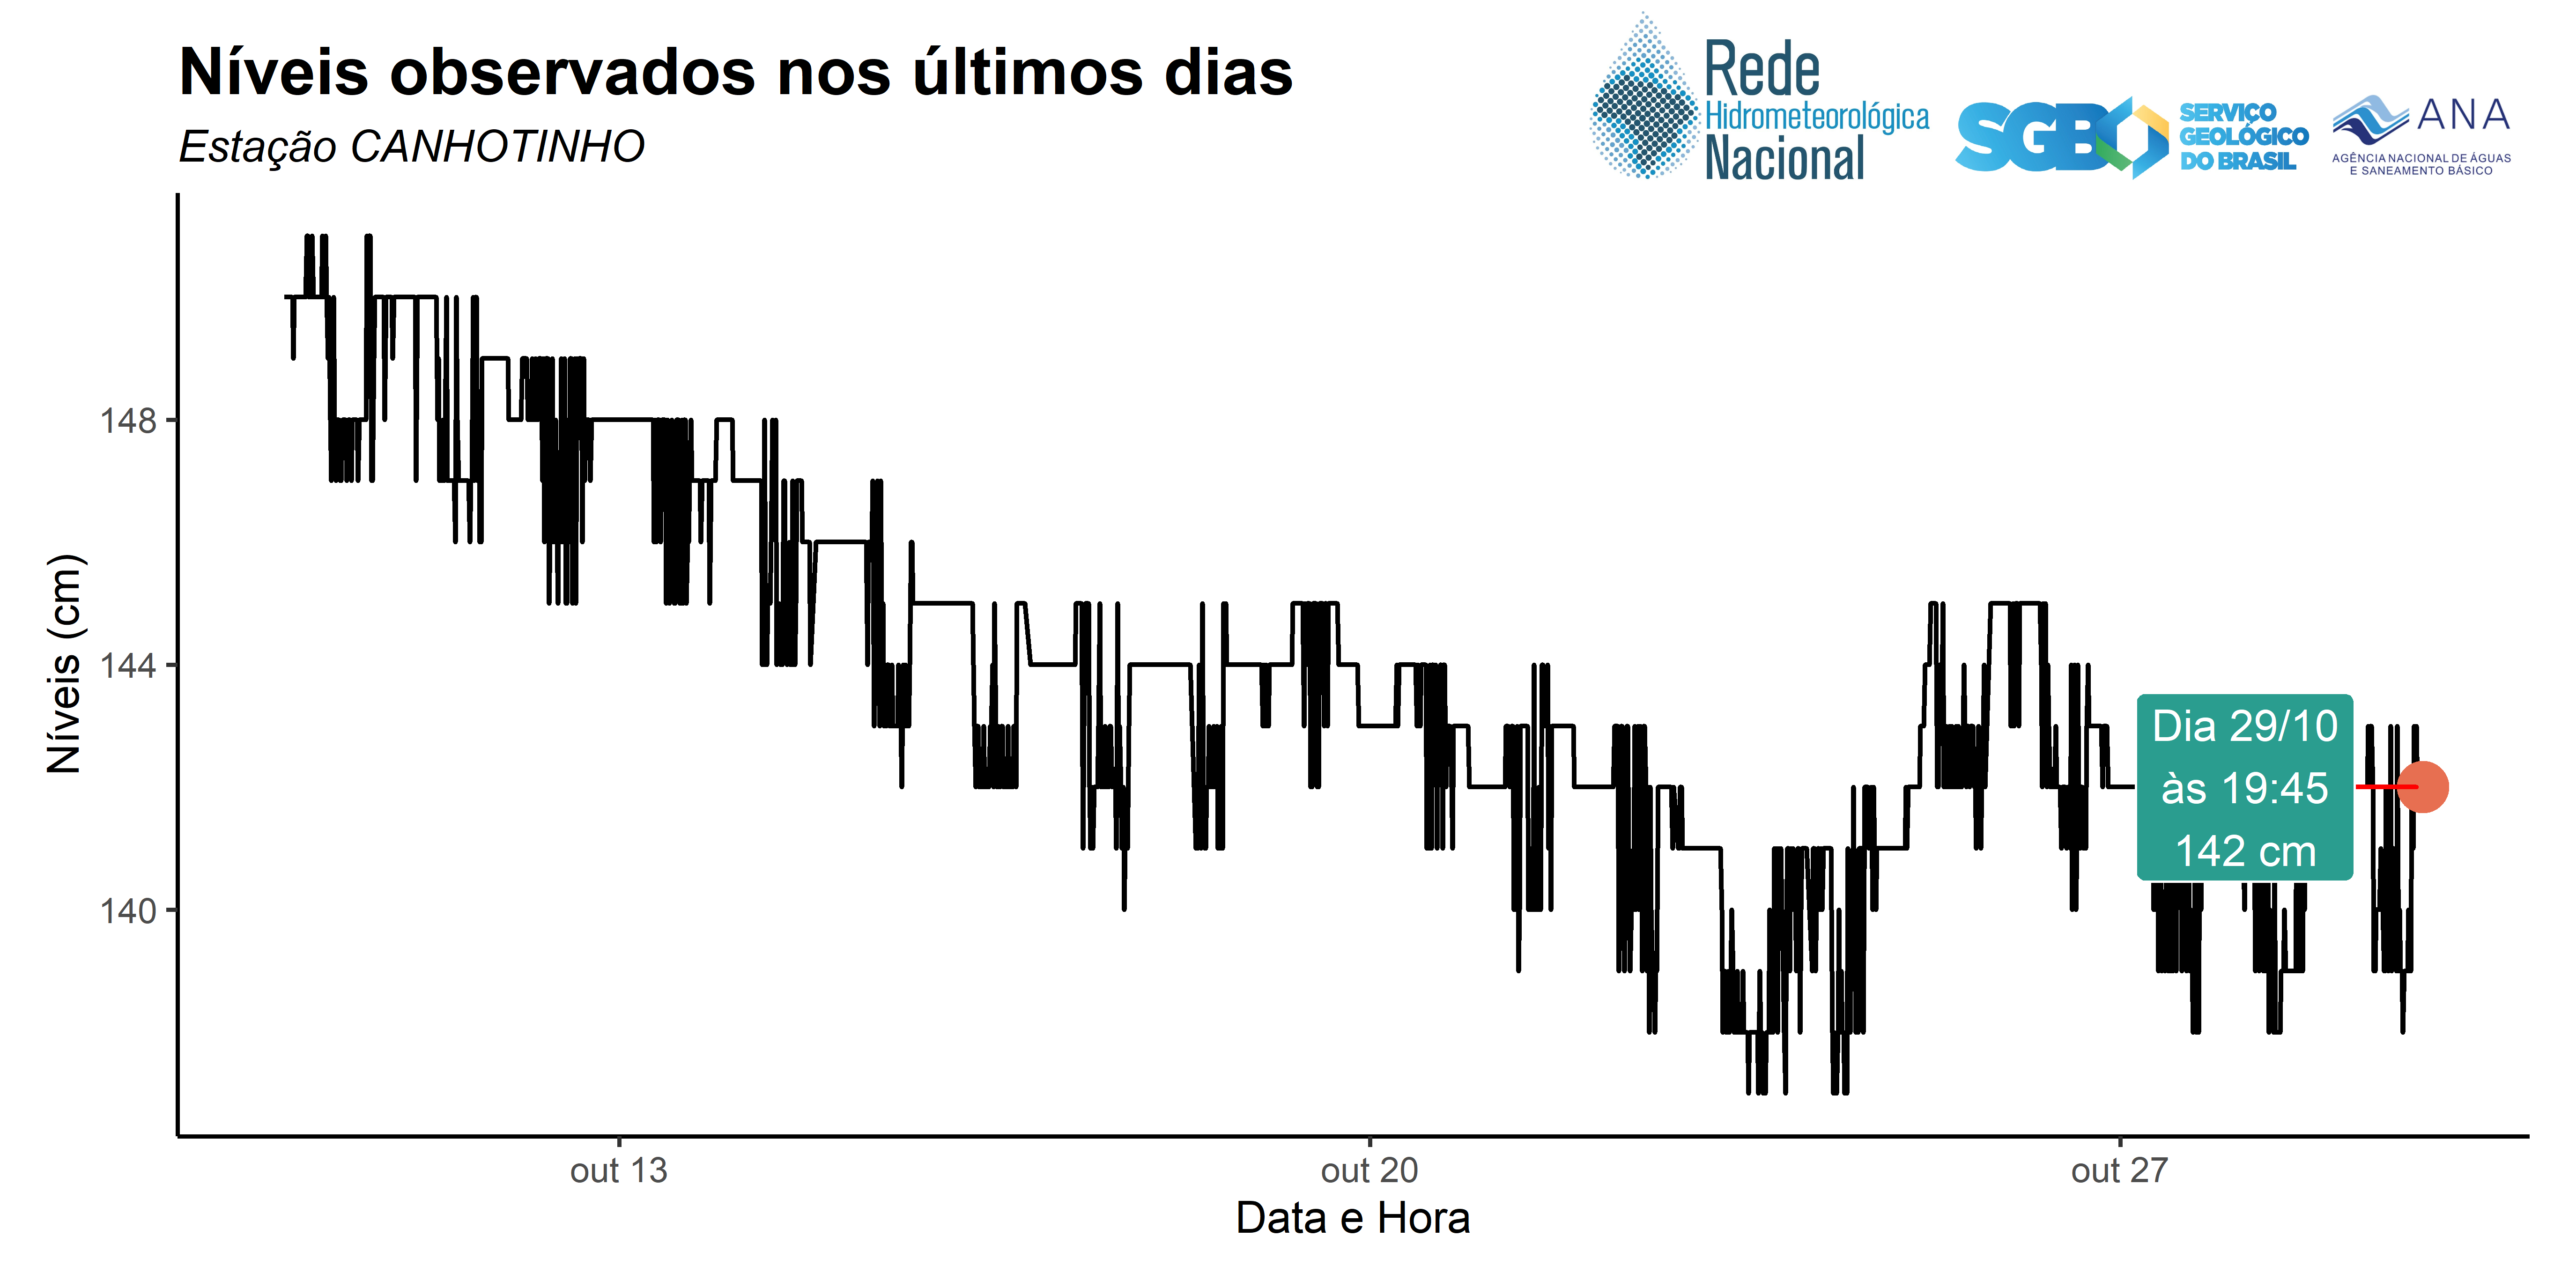 Níveis observados nos últimos dias
Estação CANHOTINHO
Rede
Hidrometeorológica
Nacional
SGB
SERVIÇO
GEOLÓGICO
DO BRASIL
ANA
AGÊNCIA NACIONAL DE ÁGUAS
E SANEAMENTO BÁSICO
Níveis (cm)
148
144
140
Dia 29/10
às 19:45
142 cm
out 13
out 20
out 27
Data e Hora